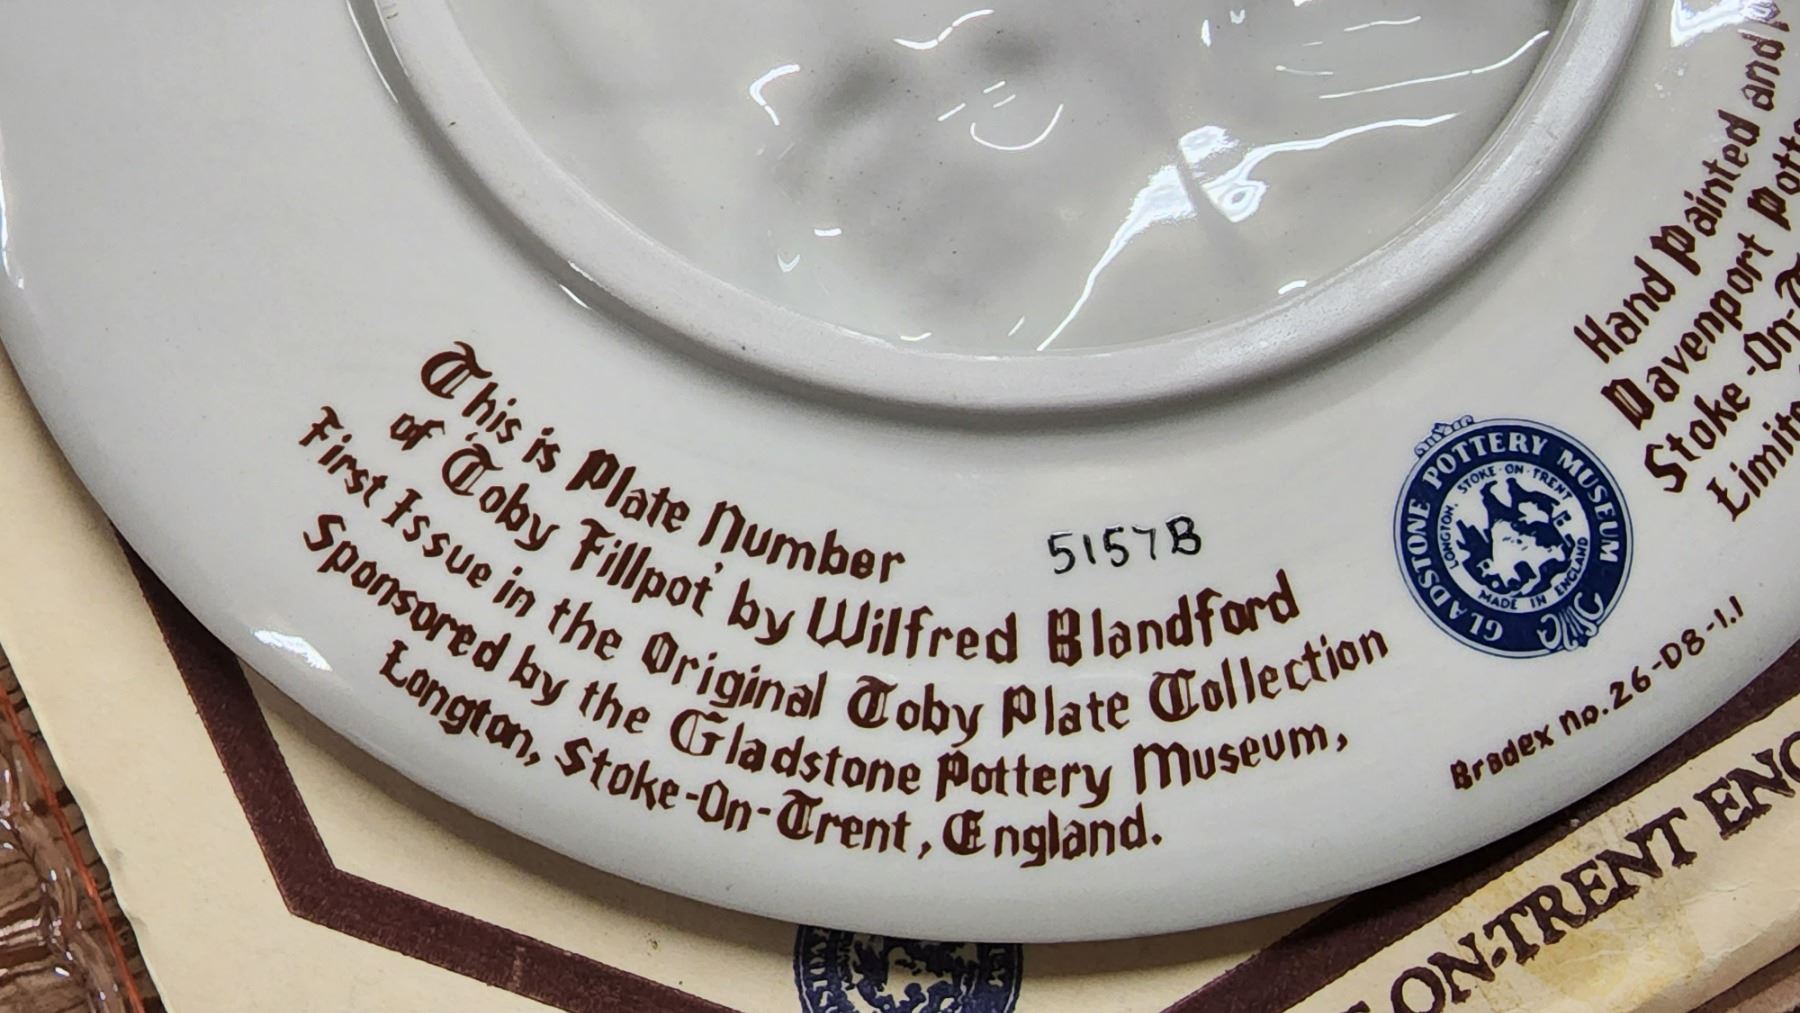 This is Plate Number 5157B
of 'Toby Fillpot' by Wilfred Blandford
First Issue in the Original Toby Plate Collection
Sponsored by the Gladstone Pottery Museum,
Longton, Stoke-On-Trent, England.
GLADSTONE POTTERY MUSEUM
LONGTON, STOKE-ON-TRENT
MADE IN ENGLAND
Bradex No. 26-D8-1.1
Hand Painted and
Davenport
Stoke-On-
ON-TRENT